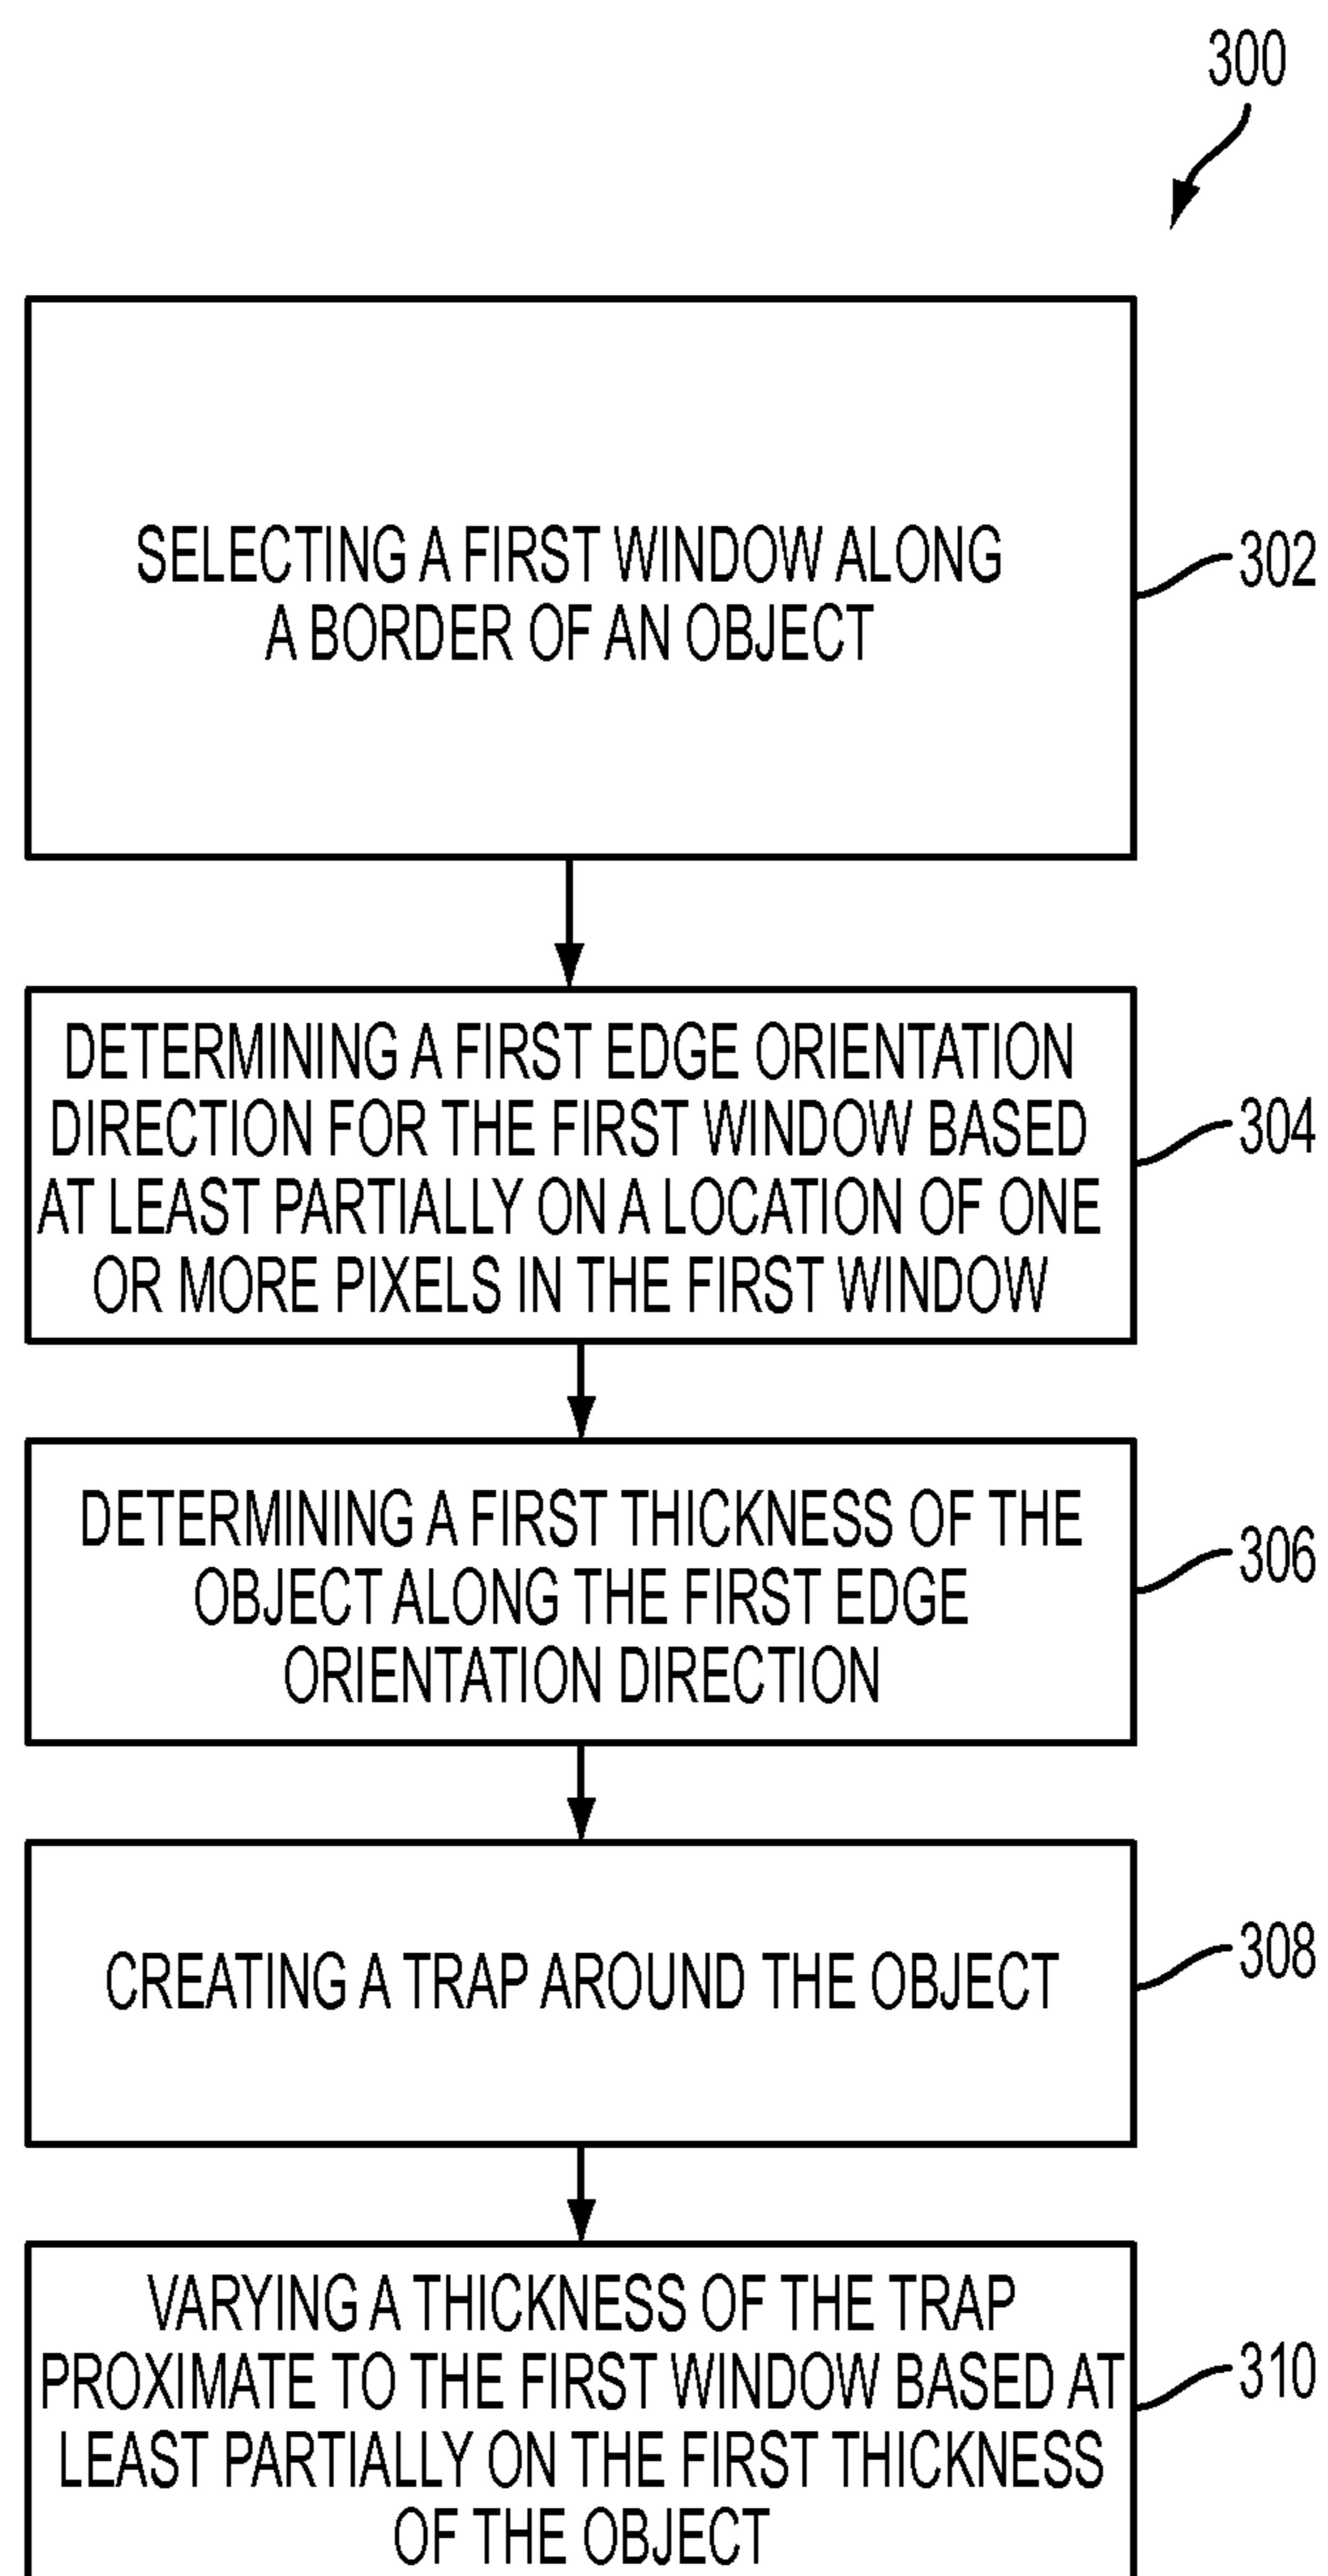 300
SELECTING A FIRST WINDOW ALONG
A BORDER OF AN OBJECT
302
DETERMINING A FIRST EDGE ORIENTATION
DIRECTION FOR THE FIRST WINDOW BASED
AT LEAST PARTIALLY ON A LOCATION OF ONE
OR MORE PIXELS IN THE FIRST WINDOW
304
DETERMINING A FIRST THICKNESS OF THE
OBJECT ALONG THE FIRST EDGE
ORIENTATION DIRECTION
306
CREATING A TRAP AROUND THE OBJECT
308
VARYING A THICKNESS OF THE TRAP
PROXIMATE TO THE FIRST WINDOW BASED AT
LEAST PARTIALLY ON THE FIRST THICKNESS
OF THE OBJECT
310